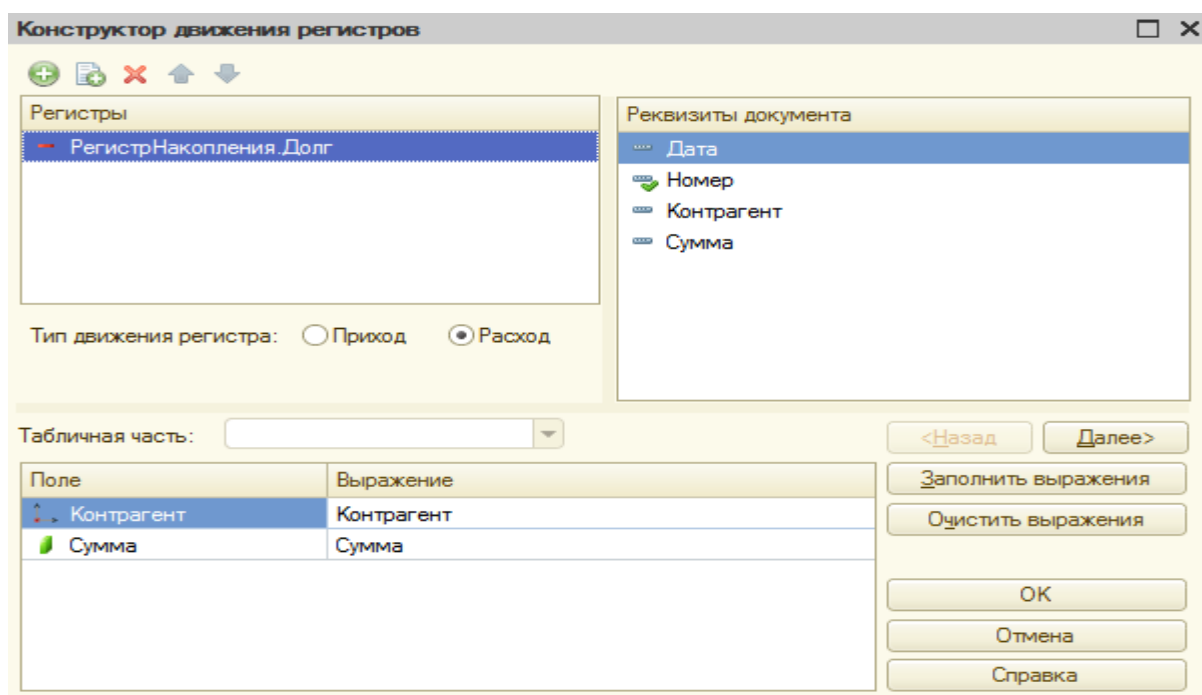 Конструктор движения регистров
Регистры
РегистрНакопления.Долг
Тип движения регистра: Приход Расход
Реквизиты документа
Дата
Номер
Контрагент
Сумма
Табличная часть:
<Назад Далее>
Поле Выражение
Контрагент Контрагент
Сумма Сумма
Заполнить выражения
Очистить выражения
OK
Отмена
Справка